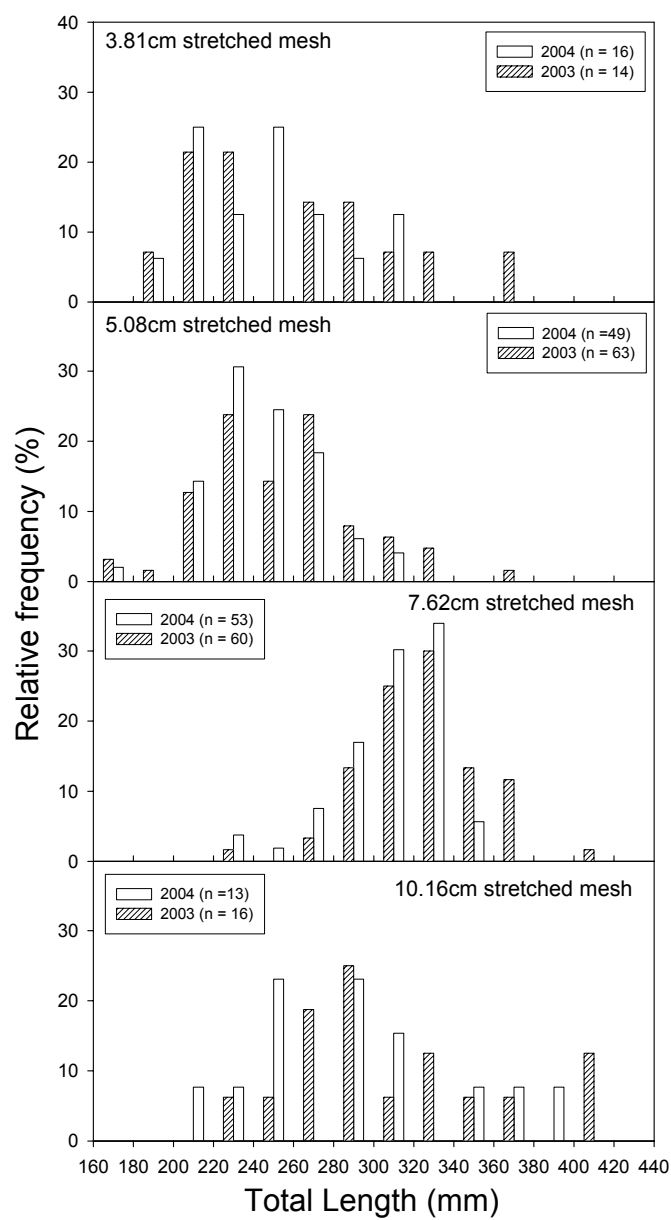 40
3.81cm stretched mesh
2004 (n = 16)
2003 (n = 14)
30
20
10
0
5.08cm stretched mesh
2004 (n =49)
2003 (n = 63)
30
20
10
0
7.62cm stretched mesh
2004 (n = 53)
2003 (n = 60)
30
20
10
0
10.16cm stretched mesh
2004 (n =13)
2003 (n = 16)
30
20
10
0
Relative frequency (%)
160 180 200 220 240 260 280 300 320 340 360 380 400 420 440
Total Length (mm)